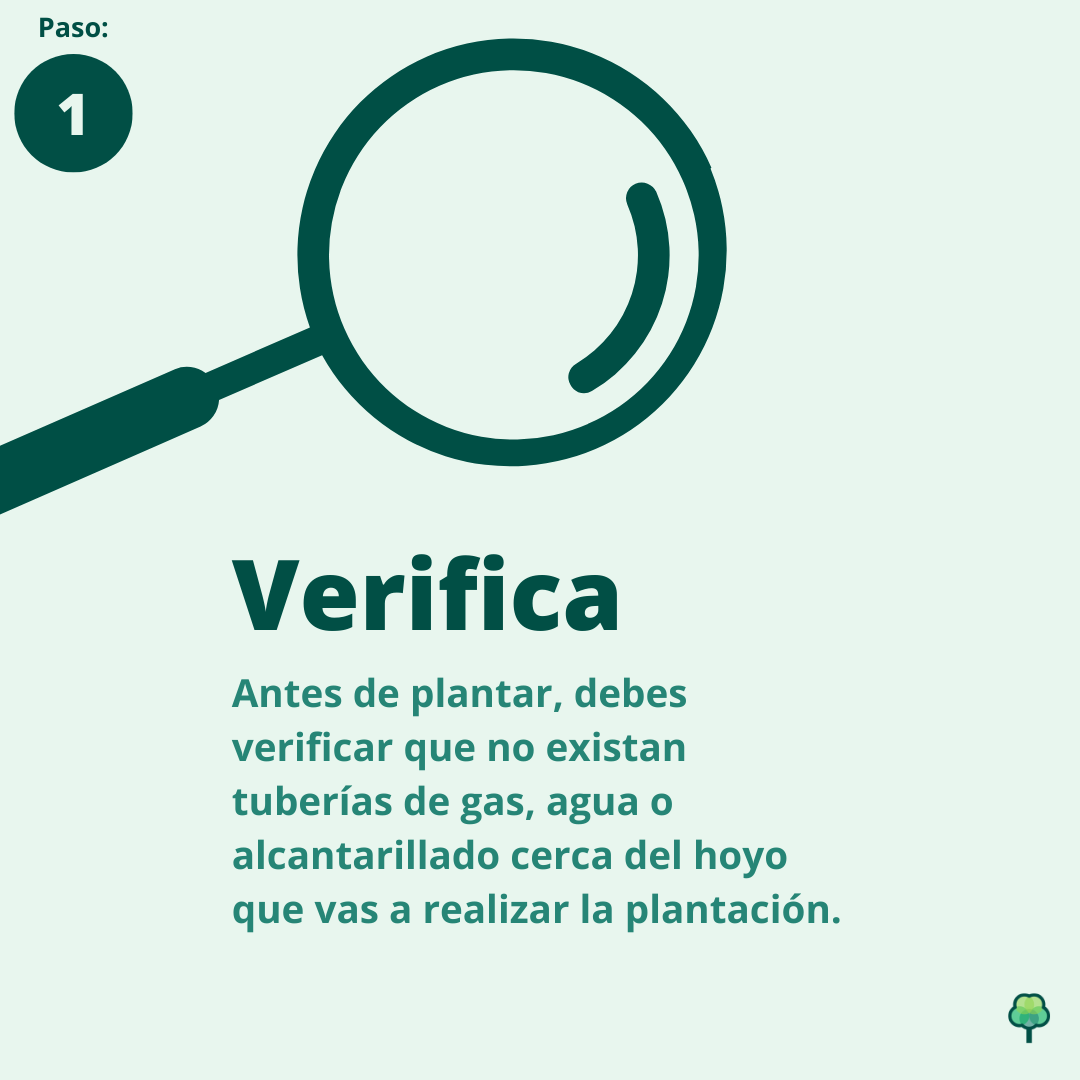 Paso:
1
Verifica
Antes de plantar, debes
verificar que no existan
tuberías de gas, agua o
alcantarillado cerca del hoyo
que vas a realizar la plantación.